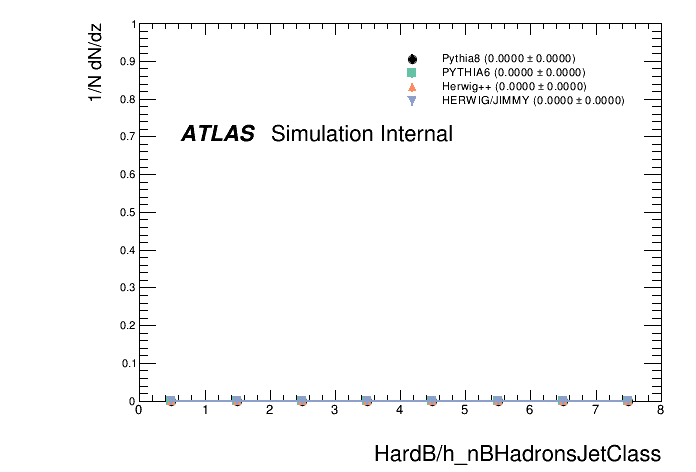 1/N dN/dz
1
0.9
0.8
0.7
0.6
0.5
0.4
0.3
0.2
0.1
0
Pythia8 (0.0000 ± 0.0000)
PYTHIA6 (0.0000 ± 0.0000)
Herwig++ (0.0000 ± 0.0000)
HERWIG/JIMMY (0.0000 ± 0.0000)
ATLAS Simulation Internal
0 1 2 3 4 5 6 7 8
HardB/h_nBHadronsJetClass